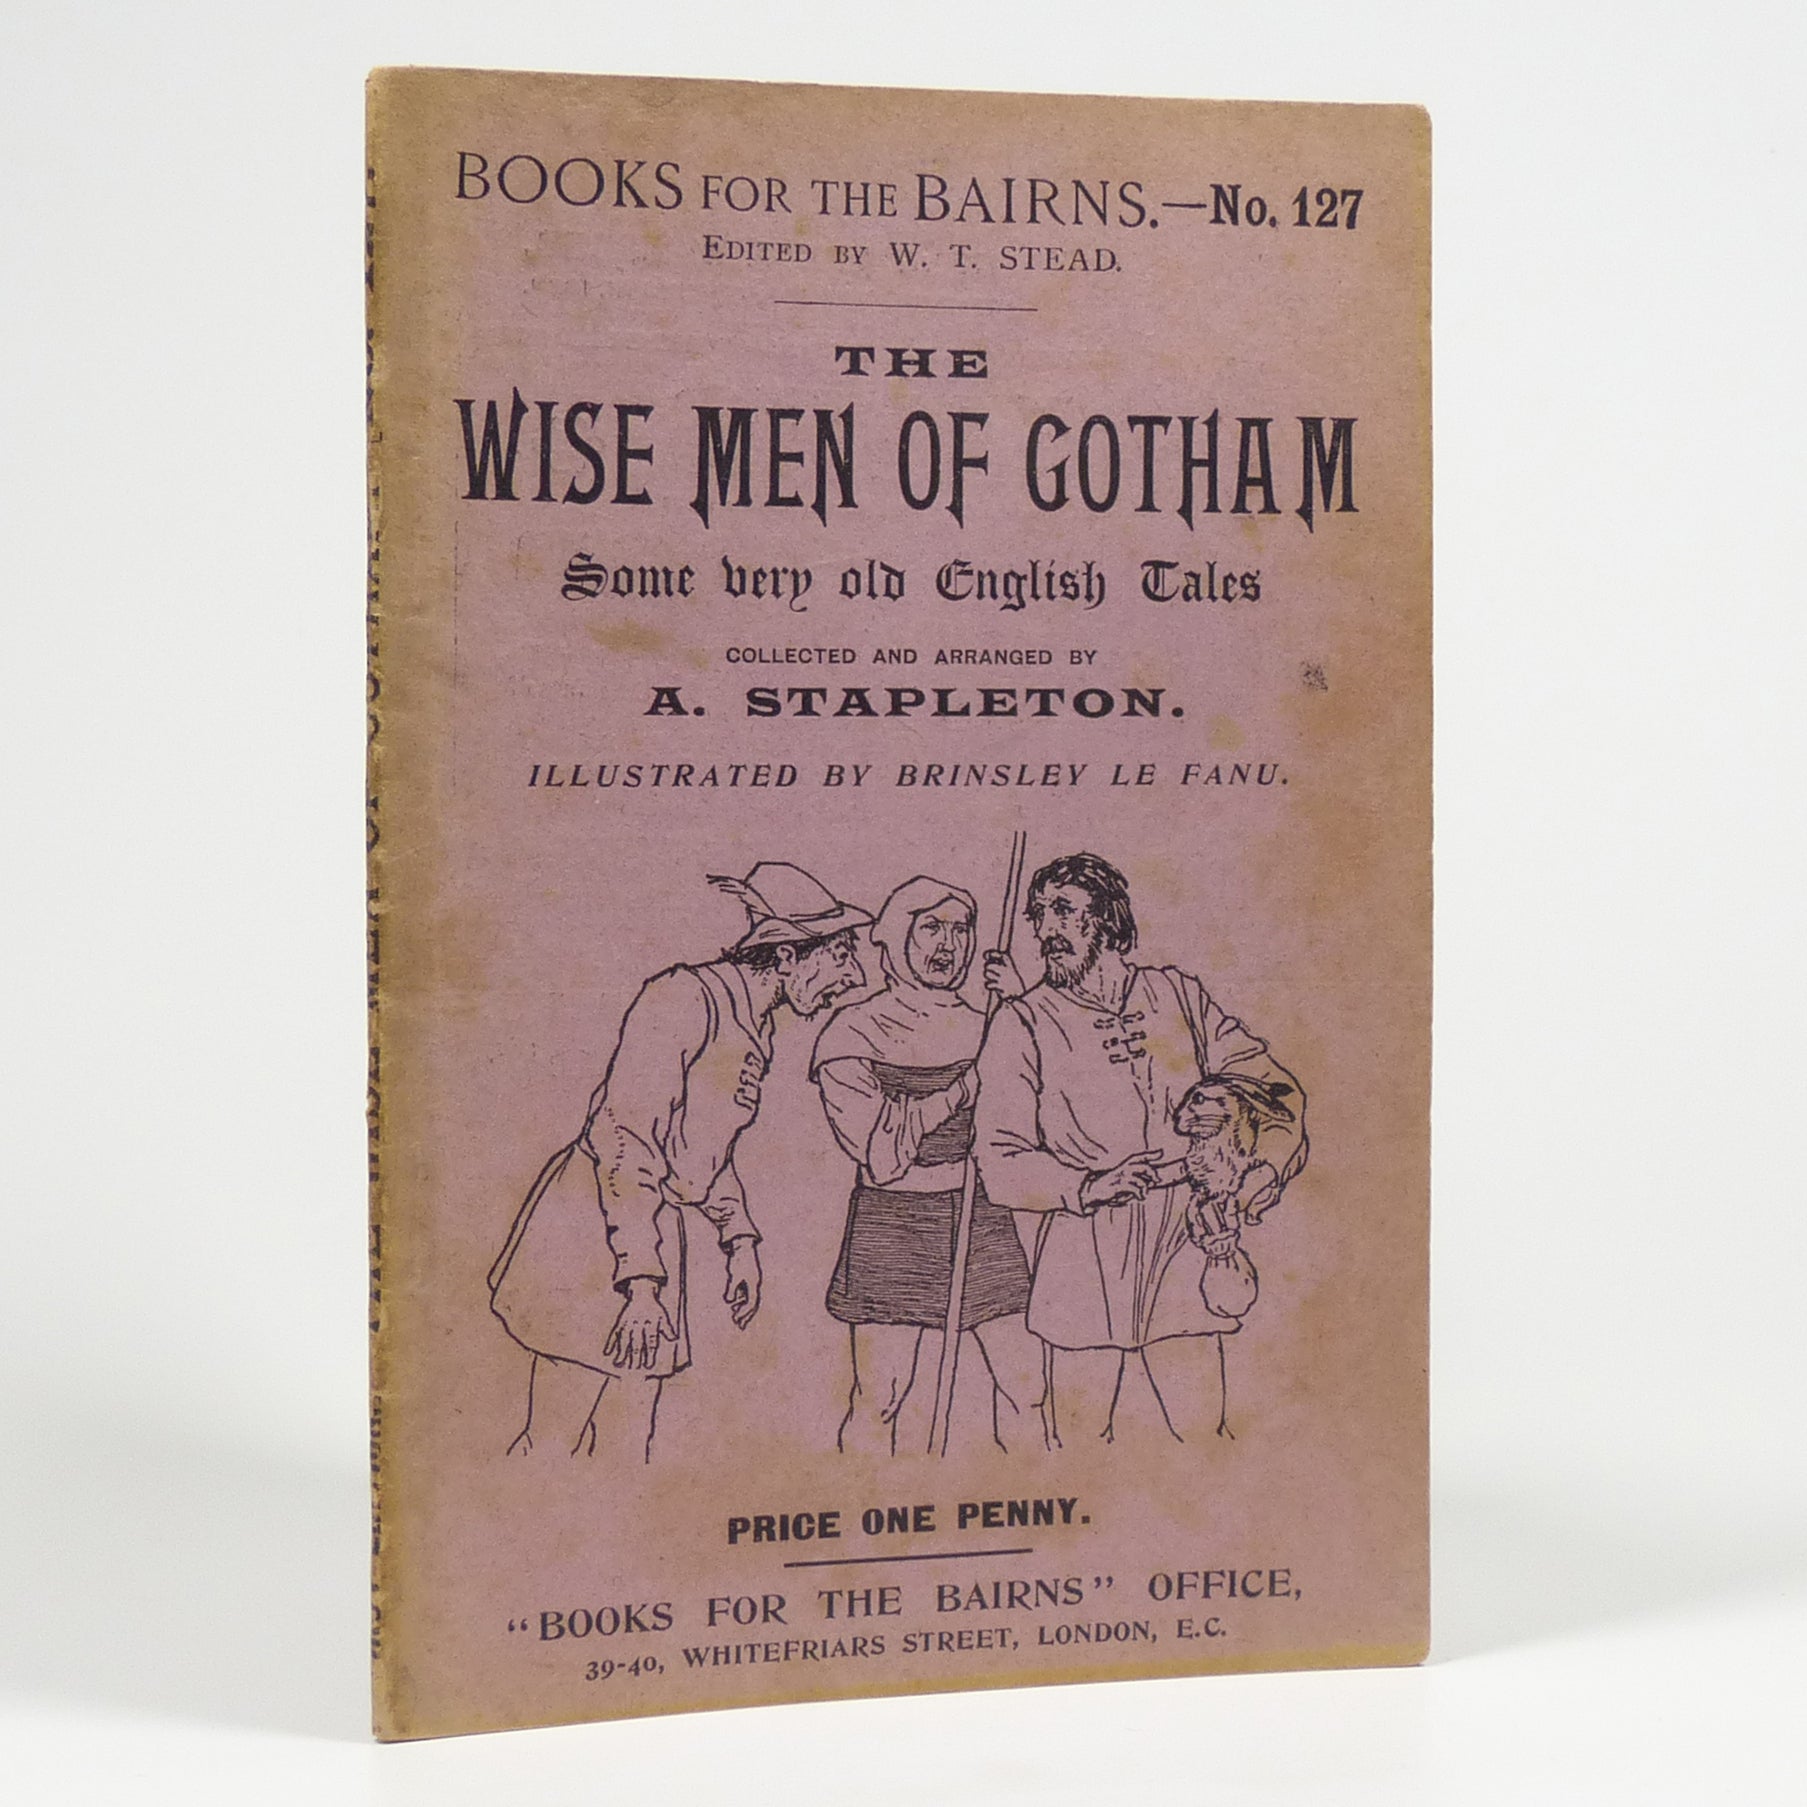 BOOKS FOR THE BAIRNS.—No. 127
EDITED BY W. T. STEAD.
THE
WISE MEN OF GOTHAM
Some very old English Tales
COLLECTED AND ARRANGED BY
A. STAPLETON.
ILLUSTRATED BY BRINSLEY LE FANU.
PRICE ONE PENNY.
"BOOKS FOR THE BAIRNS" OFFICE,
39-40, WHITEFRIARS STREET, LONDON, E.C.